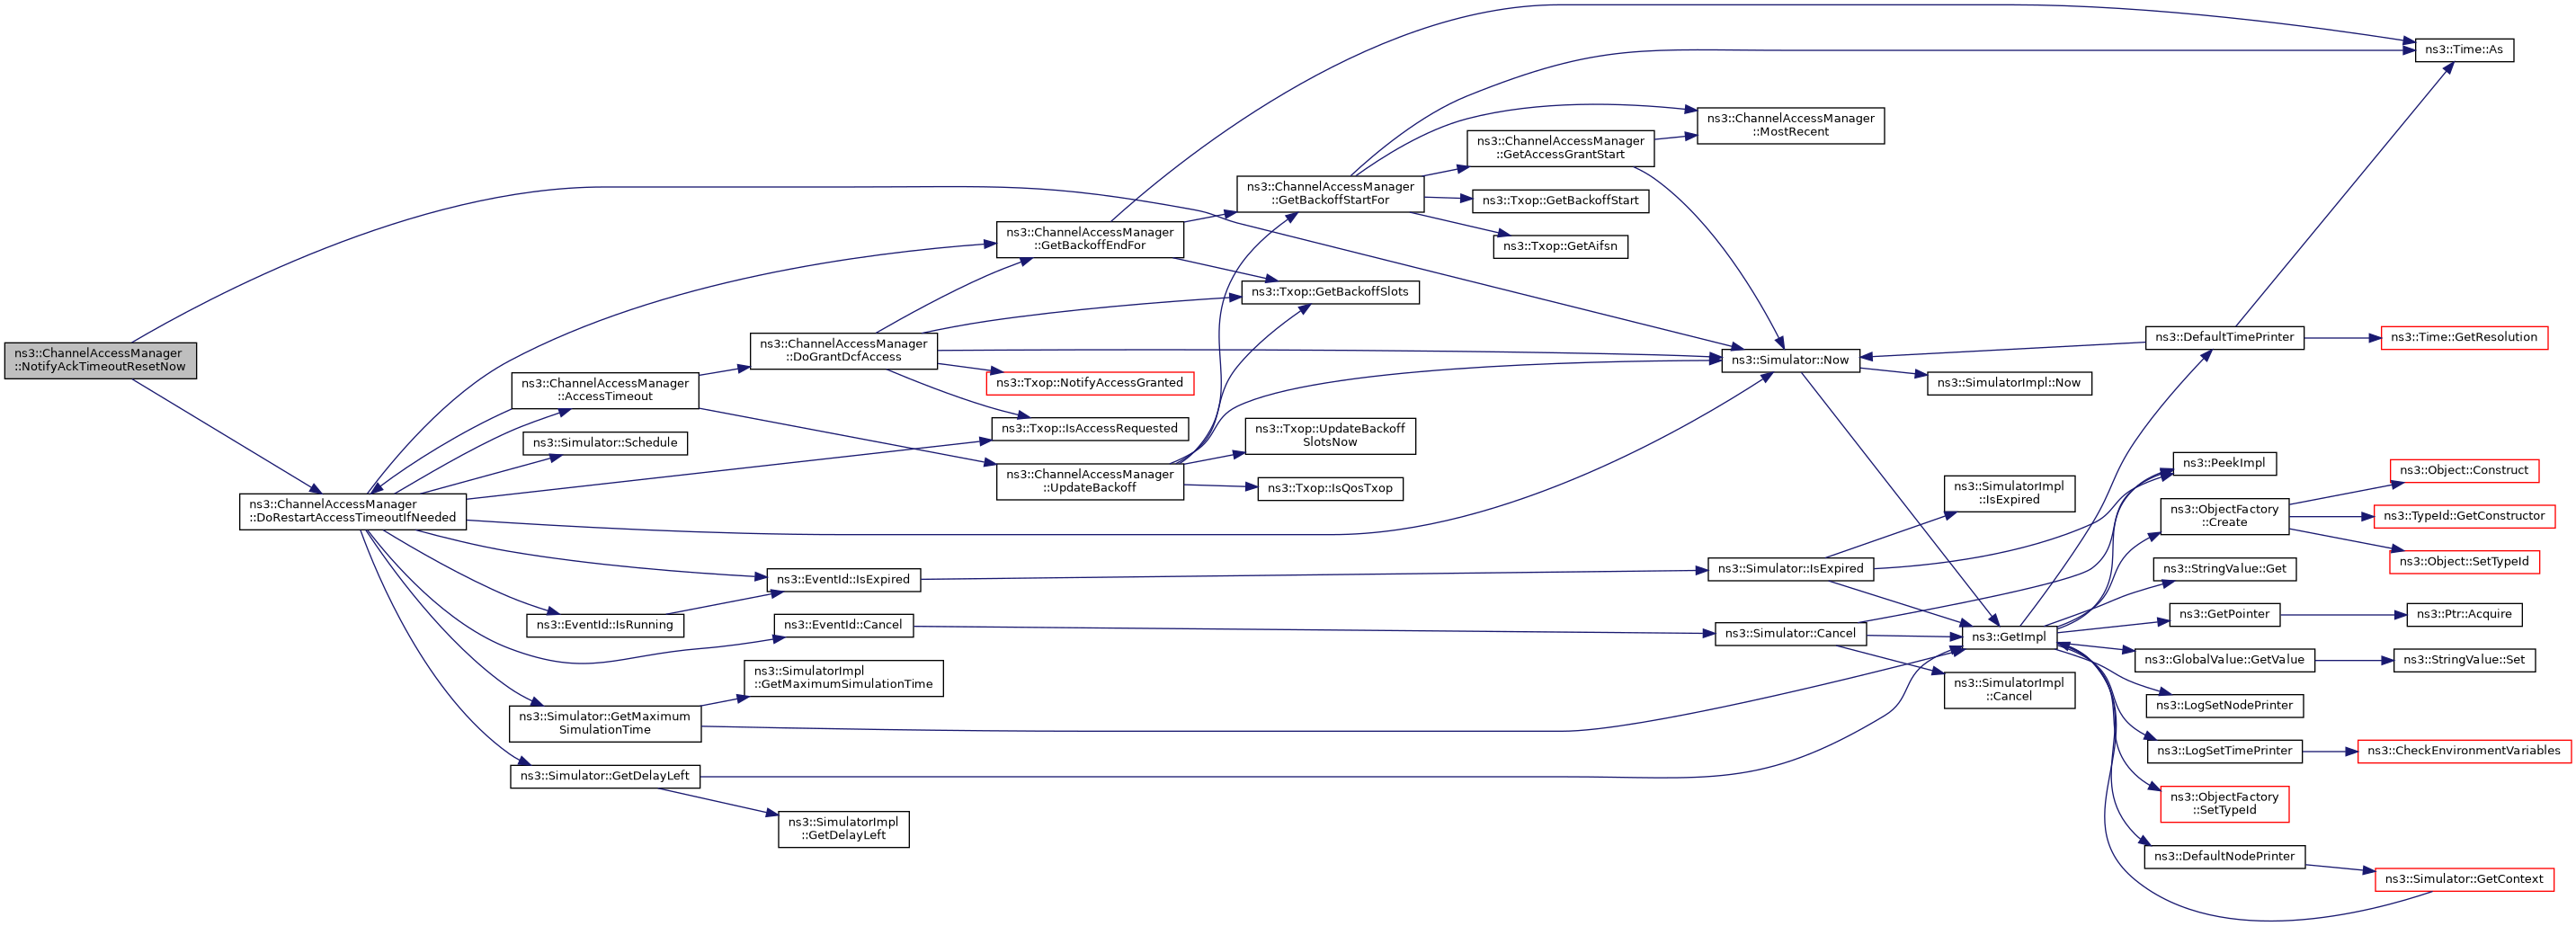 ns3::ChannelAccessManager
::NotifyAckTimeoutResetNow
ns3::ChannelAccessManager
::DoRestartAccessTimeoutIfNeeded
ns3::ChannelAccessManager
::AccessTimeout
ns3::Simulator::Schedule
ns3::EventId::IsRunning
ns3::Simulator::GetMaximum
SimulationTime
ns3::Simulator::GetDelayLeft
ns3::ChannelAccessManager
::DoGrantDcfAccess
ns3::EventId::IsExpired
ns3::EventId::Cancel
ns3::SimulatorImpl
::GetMaximumSimulationTime
ns3::SimulatorImpl
::GetDelayLeft
ns3::ChannelAccessManager
::GetBackoffEndFor
ns3::Txop::NotifyAccessGranted
ns3::Txop::IsAccessRequested
ns3::ChannelAccessManager
::UpdateBackoff
ns3::ChannelAccessManager
::GetBackoffStartFor
ns3::Txop::GetBackoffSlots
ns3::Txop::UpdateBackoff
SlotsNow
ns3::Txop::IsQosTxop
ns3::ChannelAccessManager
::GetAccessGrantStart
ns3::Txop::GetBackoffStart
ns3::Txop::GetAifsn
ns3::ChannelAccessManager
::MostRecent
ns3::Simulator::Now
ns3::Simulator::IsExpired
ns3::Simulator::Cancel
ns3::SimulatorImpl::Now
ns3::SimulatorImpl
::IsExpired
ns3::GetImpl
ns3::SimulatorImpl
::Cancel
ns3::DefaultTimePrinter
ns3::PeekImpl
ns3::ObjectFactory
::Create
ns3::StringValue::Get
ns3::GetPointer
ns3::GlobalValue::GetValue
ns3::LogSetNodePrinter
ns3::LogSetTimePrinter
ns3::ObjectFactory
::SetTypeId
ns3::DefaultNodePrinter
ns3::Time::As
ns3::Time::GetResolution
ns3::Object::Construct
ns3::TypeId::GetConstructor
ns3::Object::SetTypeId
ns3::Ptr::Acquire
ns3::StringValue::Set
ns3::CheckEnvironmentVariables
ns3::Simulator::GetContext